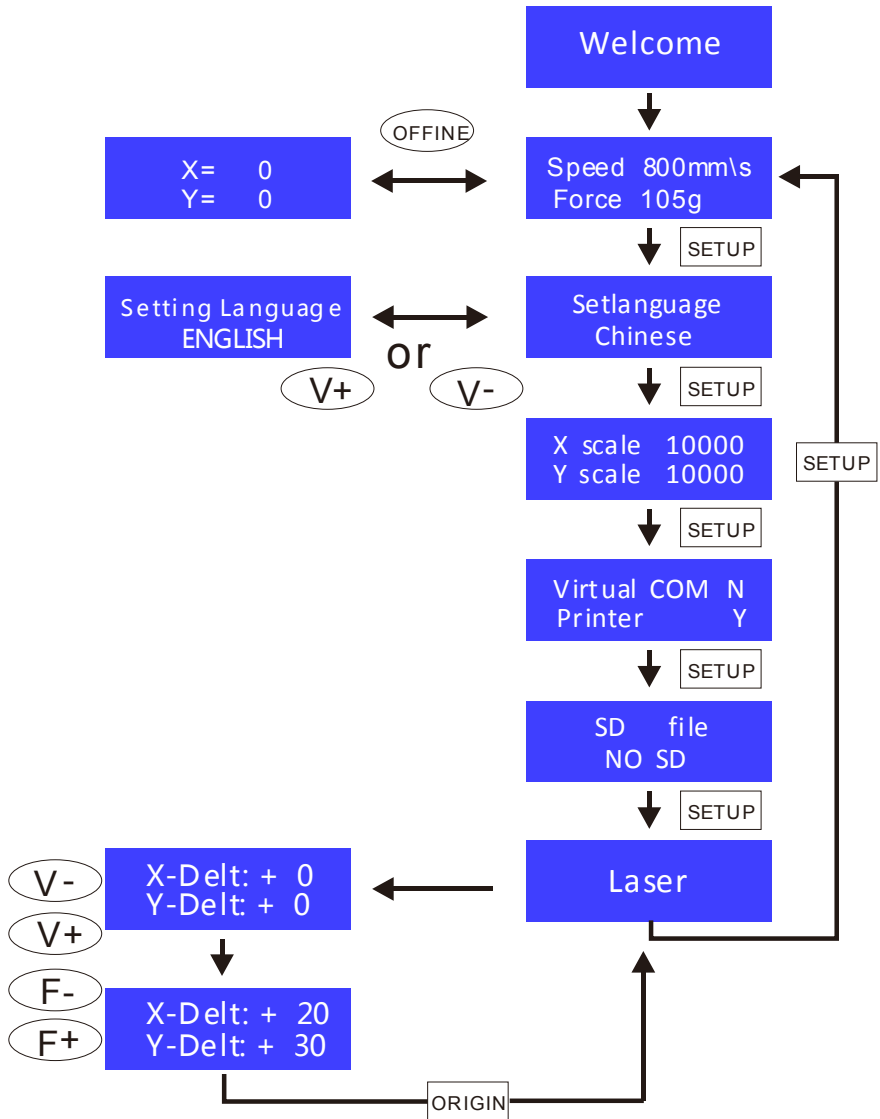 Welcome
OFFINE
X= 0
Y= 0
Speed 800mm\s
Force 105g
SETUP
Setting Language
ENGLISH
or
V+
V-
Setlanguage
Chinese
SETUP
X scale 10000
Y scale 10000
SETUP
SETUP
Virtual COM N
Printer Y
SETUP
SD file
NO SD
SETUP
Laser
V-
V+
X-Delt: + 0
Y-Delt: + 0
F-
F+
X-Delt: + 20
Y-Delt: + 30
ORIGIN